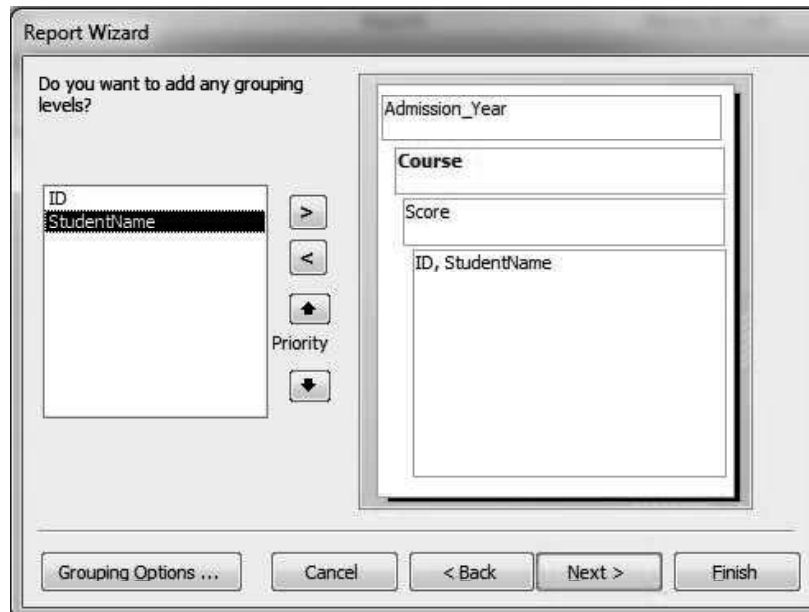 Report Wizard
Do you want to add any grouping
levels?
ID
StudentName
>
<
Priority
Admission_Year
Course
Score
ID, StudentName
Grouping Options ...
Cancel
< Back
Next >
Finish